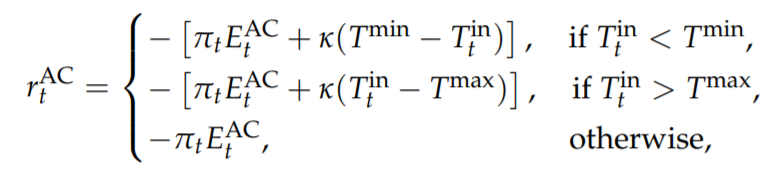 − [π_t E_t^AC + κ(T^min − T_t^in)] , if T_t^in < T^min,
r_t^AC = { − [π_t E_t^AC + κ(T_t^in − T^max)] , if T_t^in > T^max,
−π_t E_t^AC, otherwise,